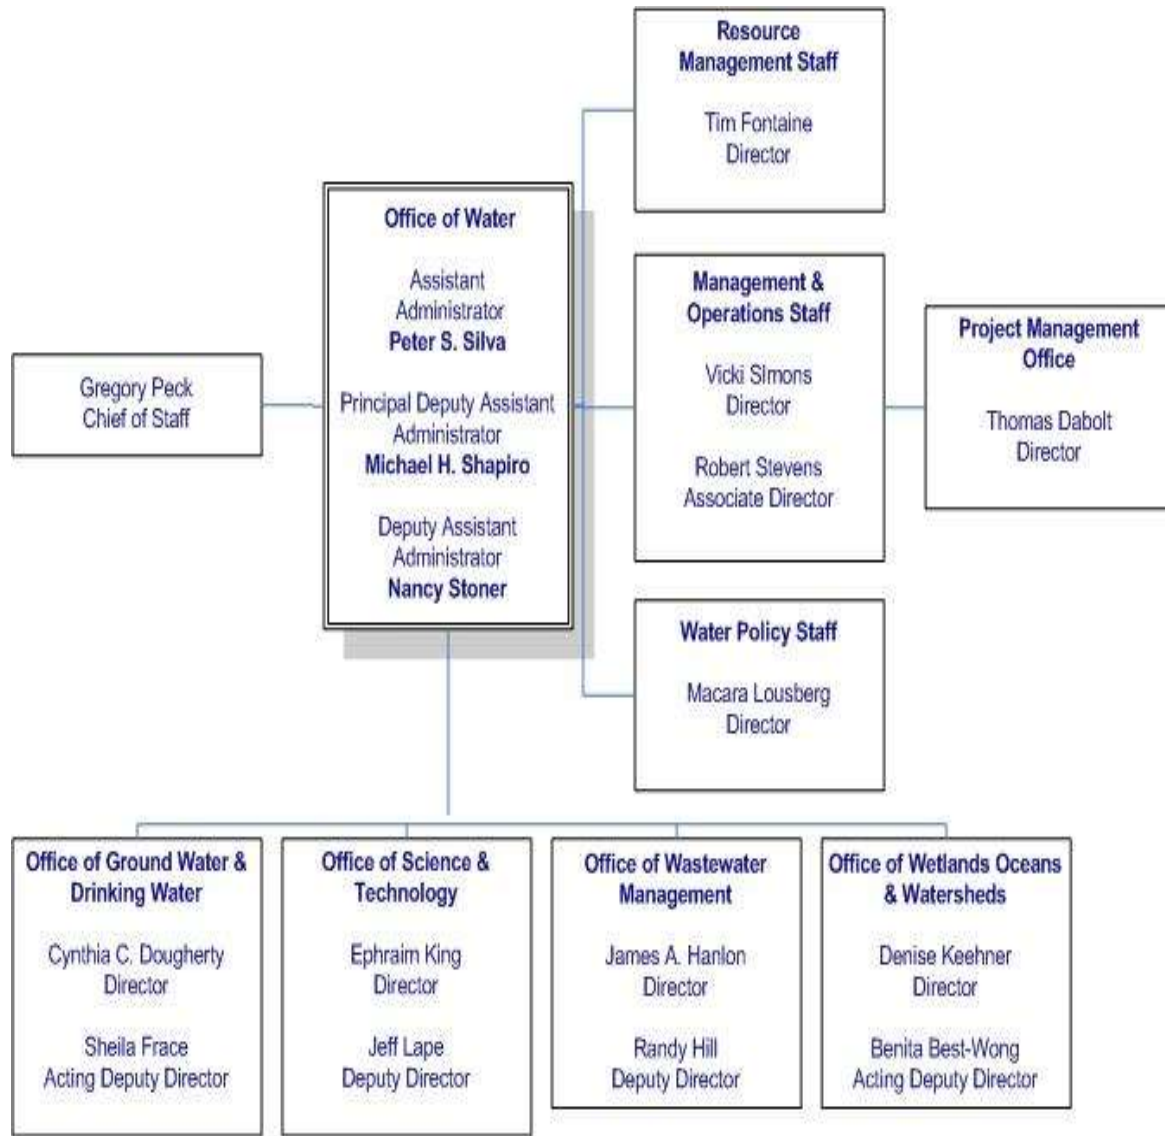 Resource
Management Staff
Tim Fontaine
Director
Office of Water
Assistant
Administrator
Peter S. Silva
Principal Deputy Assistant
Administrator
Michael H. Shapiro
Deputy Assistant
Administrator
Nancy Stoner
Gregory Peck
Chief of Staff
Management &
Operations Staff
Vicki SImons
Director
Robert Stevens
Associate Director
Project Management
Office
Thomas Dabolt
Director
Water Policy Staff
Macara Lousberg
Director
Office of Ground Water &
Drinking Water
Cynthia C. Dougherty
Director
Sheila Frace
Acting Deputy Director
Office of Science &
Technology
Ephraim King
Director
Jeff Lape
Deputy Director
Office of Wastewater
Management
James A. Hanlon
Director
Randy Hill
Deputy Director
Office of Wetlands Oceans
& Watersheds
Denise Keehner
Director
Benita Best-Wong
Acting Deputy Director